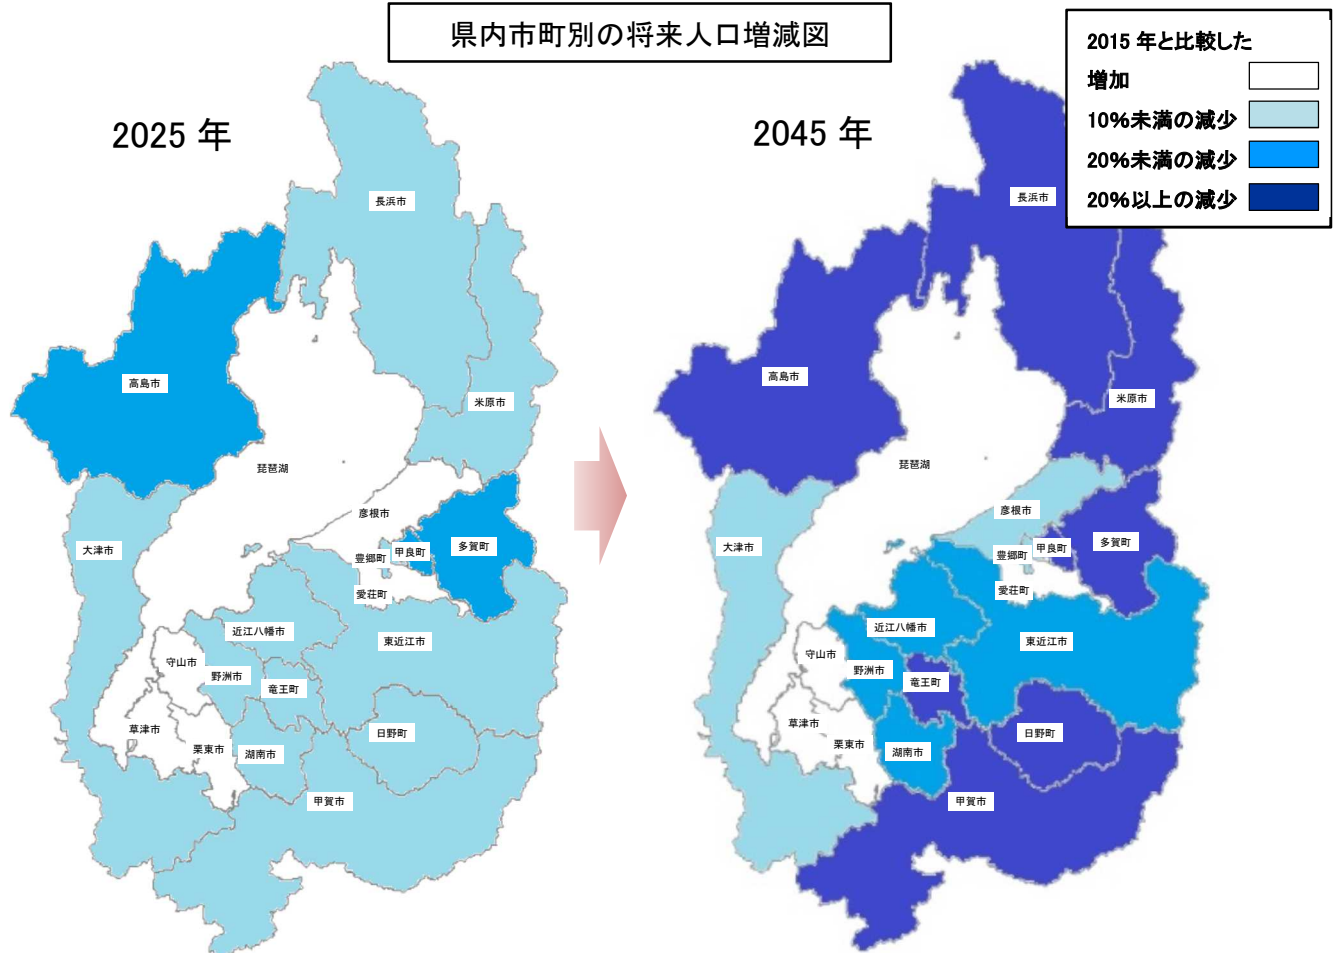 県内市町別の将来人口増減図
2015 年と比較した
増加
10%未満の減少
20%未満の減少
20%以上の減少
2025 年
長浜市
高島市
米原市
琵琶湖
彦根市
大津市
豊郷町
甲良町
多賀町
愛荘町
近江八幡市
東近江市
守山市
野洲市
竜王町
草津市
栗東市
湖南市
日野町
甲賀市
2045 年
長浜市
高島市
米原市
琵琶湖
彦根市
大津市
豊郷町
甲良町
多賀町
愛荘町
近江八幡市
東近江市
守山市
野洲市
竜王町
草津市
栗東市
湖南市
日野町
甲賀市